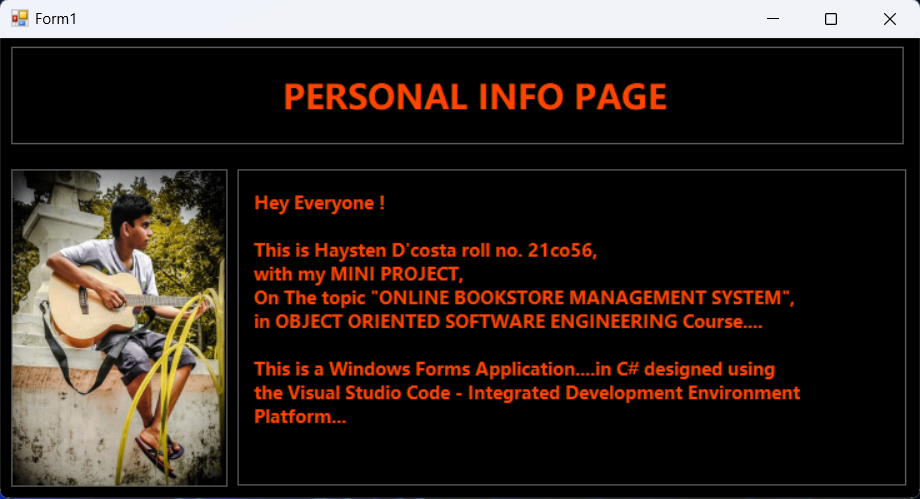 Form1
PERSONAL INFO PAGE
Hey Everyone !
This is Haysten D'costa roll no. 21co56,
with my MINI PROJECT,
On The topic "ONLINE BOOKSTORE MANAGEMENT SYSTEM",
in OBJECT ORIENTED SOFTWARE ENGINEERING Course....
This is a Windows Forms Application....in C# designed using
the Visual Studio Code - Integrated Development Environment
Platform...